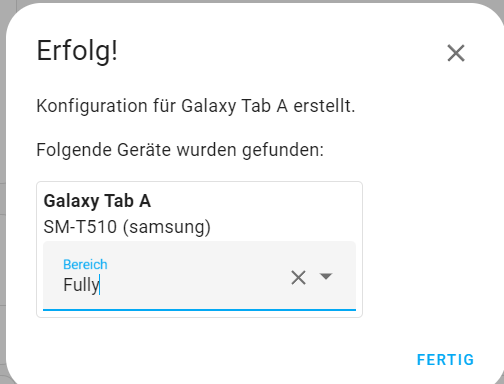 Erfolg!
Konfiguration für Galaxy Tab A erstellt.
Folgende Geräte wurden gefunden:
Galaxy Tab A
SM-T510 (samsung)
Bereich
Fully
FERTIG